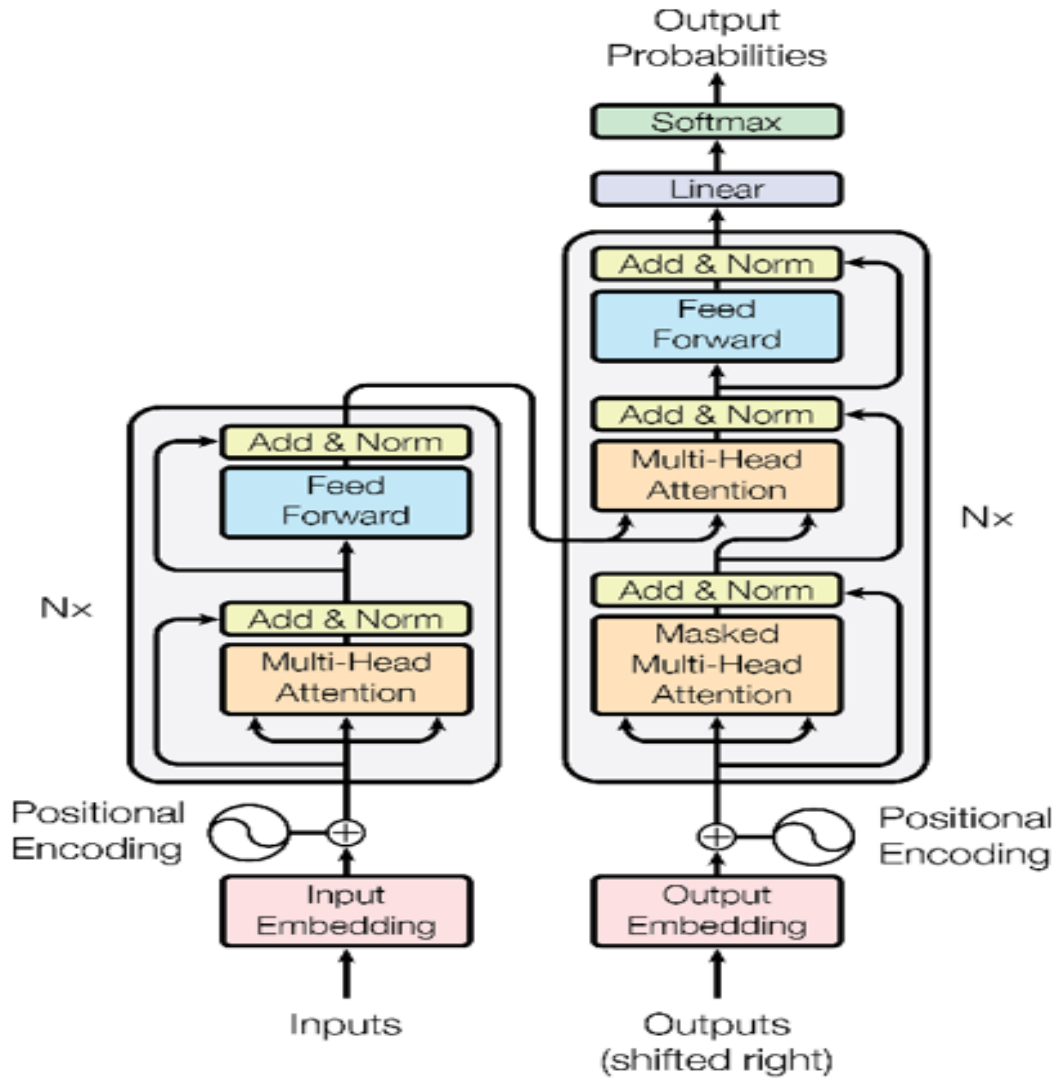 Output
Probabilities
Softmax
Linear
Add & Norm
Feed
Forward
Add & Norm
Multi-Head
Attention
Nx
Add & Norm
Masked
Multi-Head
Attention
Add & Norm
Feed
Forward
Nx
Add & Norm
Multi-Head
Attention
Positional
Encoding
Positional
Encoding
Input
Embedding
Output
Embedding
Inputs
Outputs
(shifted right)